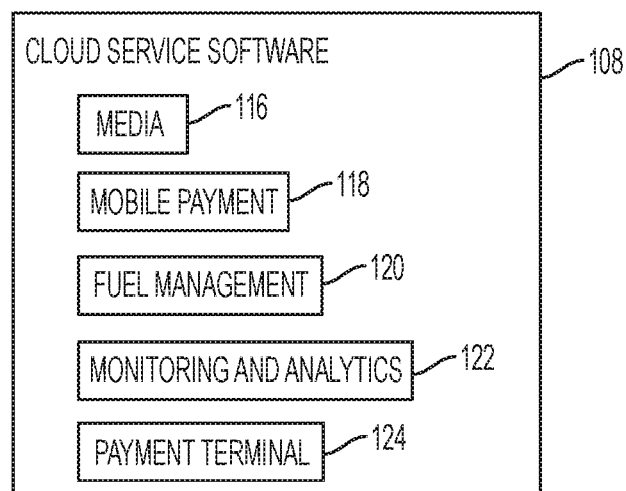 CLOUD SERVICE SOFTWARE
108
MEDIA
116
MOBILE PAYMENT
118
FUEL MANAGEMENT
120
MONITORING AND ANALYTICS
122
PAYMENT TERMINAL
124